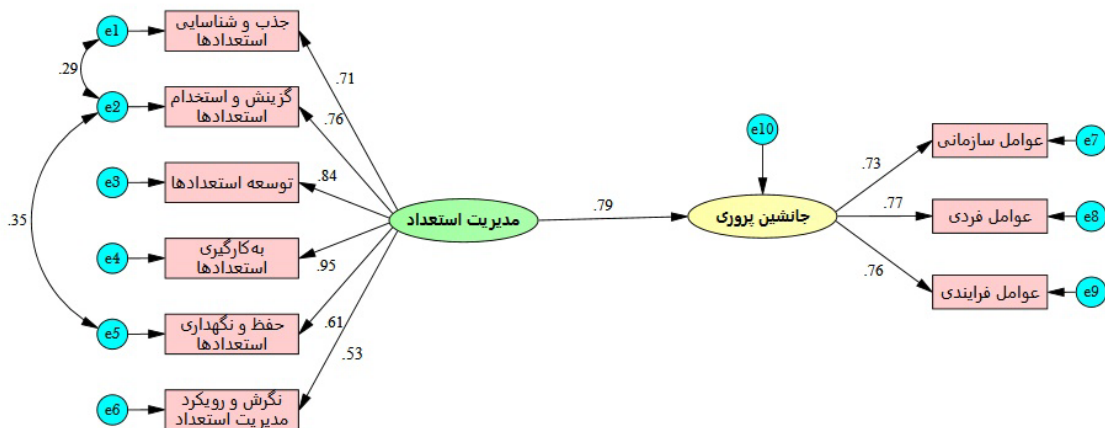 e1
جذب و شناسایی
استعدادها
.29
.71
e2
گزینش و استخدام
استعدادها
.76
e3
توسعه استعدادها
.84
.35
e4
به‌کارگیری
استعدادها
.95
e5
حفظ و نگهداری
استعدادها
.61
e6
نگرش و رویکرد
مدیریت استعداد
.53
مدیریت استعداد
.79
e10
جانشین پروری
.73
عوامل سازمانی
e7
.77
عوامل فردی
e8
.76
عوامل فرایندی
e9